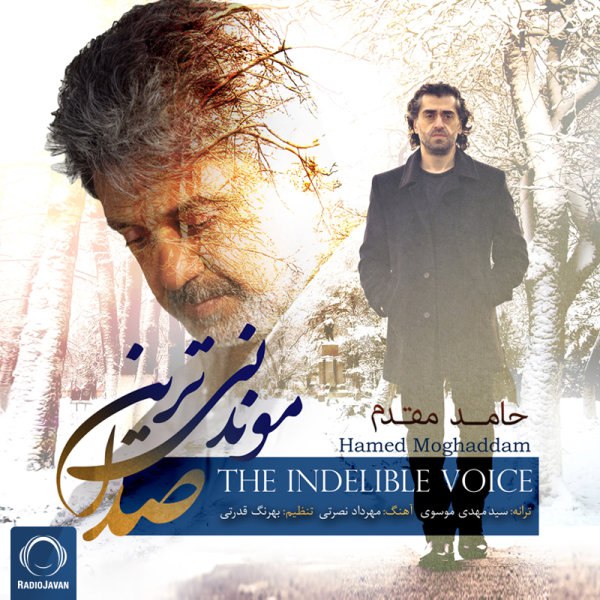 موندنی ترین
صدا
حامد مقدم
Hamed Moghaddam
THE INDELIBLE VOICE
ترانه: سید مهدی موسوی آهنگ: مهرداد نصرتی تنظیم: بهرنگ قدرتی
RADIOJAVAN